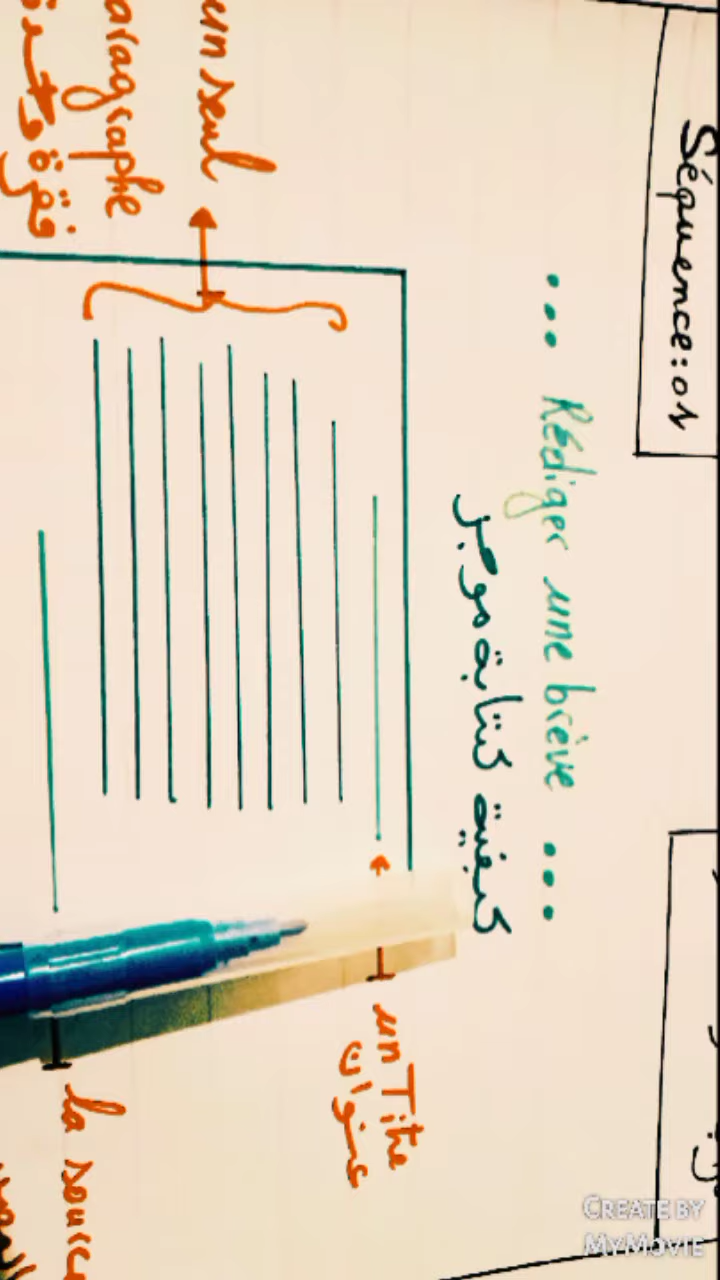 Séquence: 01
... Rédiger une brève ...
كيفية كتابة موجز
un Titre
عنوان
un seul
paragraphe
فقرة
la source
CREATE BY
MYMOVIE